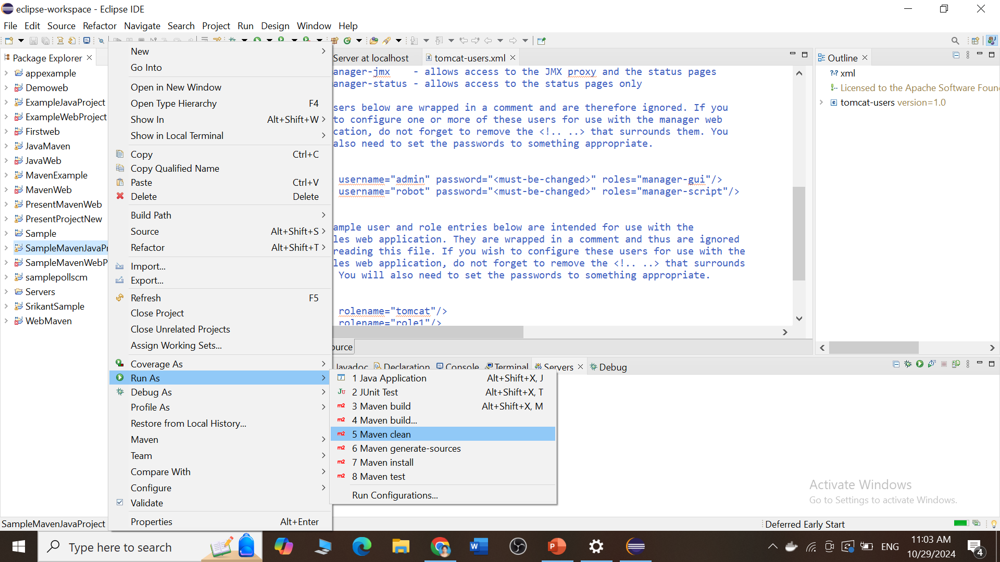 eclipse-workspace - Eclipse IDE
File Edit Source Refactor Navigate Search Project Run Design Window Help
Package Explorer
appexample
Demoweb
ExampleJavaProject
ExampleWebProject
Firstweb
JavaMaven
JavaWeb
MavenExample
MavenWeb
PresentMavenWeb
PresentProjectNew
Sample
SampleMavenJavaPr
SampleMavenWebP
samplepollscm
Servers
SrikantSample
WebMaven
New
Go Into
Open in New Window
Open Type Hierarchy F4
Show In Alt+Shift+W
Show in Local Terminal
Copy Ctrl+C
Copy Qualified Name
Paste Ctrl+V
Delete Delete
Build Path
Source Alt+Shift+S
Refactor Alt+Shift+T
Import...
Export...
Refresh F5
Close Project
Close Unrelated Projects
Assign Working Sets...
Coverage As
Run As
Debug As
Profile As
Restore from Local History...
Maven
Team
Compare With
Configure
Validate
Properties Alt+Enter
1 Java Application Alt+Shift+X, J
2 JUnit Test Alt+Shift+X, T
3 Maven build Alt+Shift+X, M
4 Maven build...
5 Maven clean
6 Maven generate-sources
7 Maven install
8 Maven test
Run Configurations...
Server at localhost tomcat-users.xml
anager-jmx - allows access to the JMX proxy and the status pages
anager-status - allows access to the status pages only
sers below are wrapped in a comment and are therefore ignored. If you
to configure one or more of these users for use with the manager web
cation, do not forget to remove the <!.. ..> that surrounds them. You
also need to set the passwords to something appropriate.
username="admin" password="<must-be-changed>" roles="manager-gui"/>
username="robot" password="<must-be-changed>" roles="manager-script"/>
ample user and role entries below are intended for use with the
les web application. They are wrapped in a comment and thus are ignored
reading this file. If you wish to configure these users for use with the
les web application, do not forget to remove the <!.. ..> that surrounds
You will also need to set the passwords to something appropriate.
rolename="tomcat"/>
rolename="role1"/>
ource
Javadoc Declaration Console Terminal Servers Debug
Outline
xml
Licensed to the Apache Software Foun
tomcat-users version=1.0
Activate Windows
Go to Settings to activate Windows.
SampleMavenJavaProject
Deferred Early Start
Type here to search
ENG
11:03 AM
10/29/2024
4